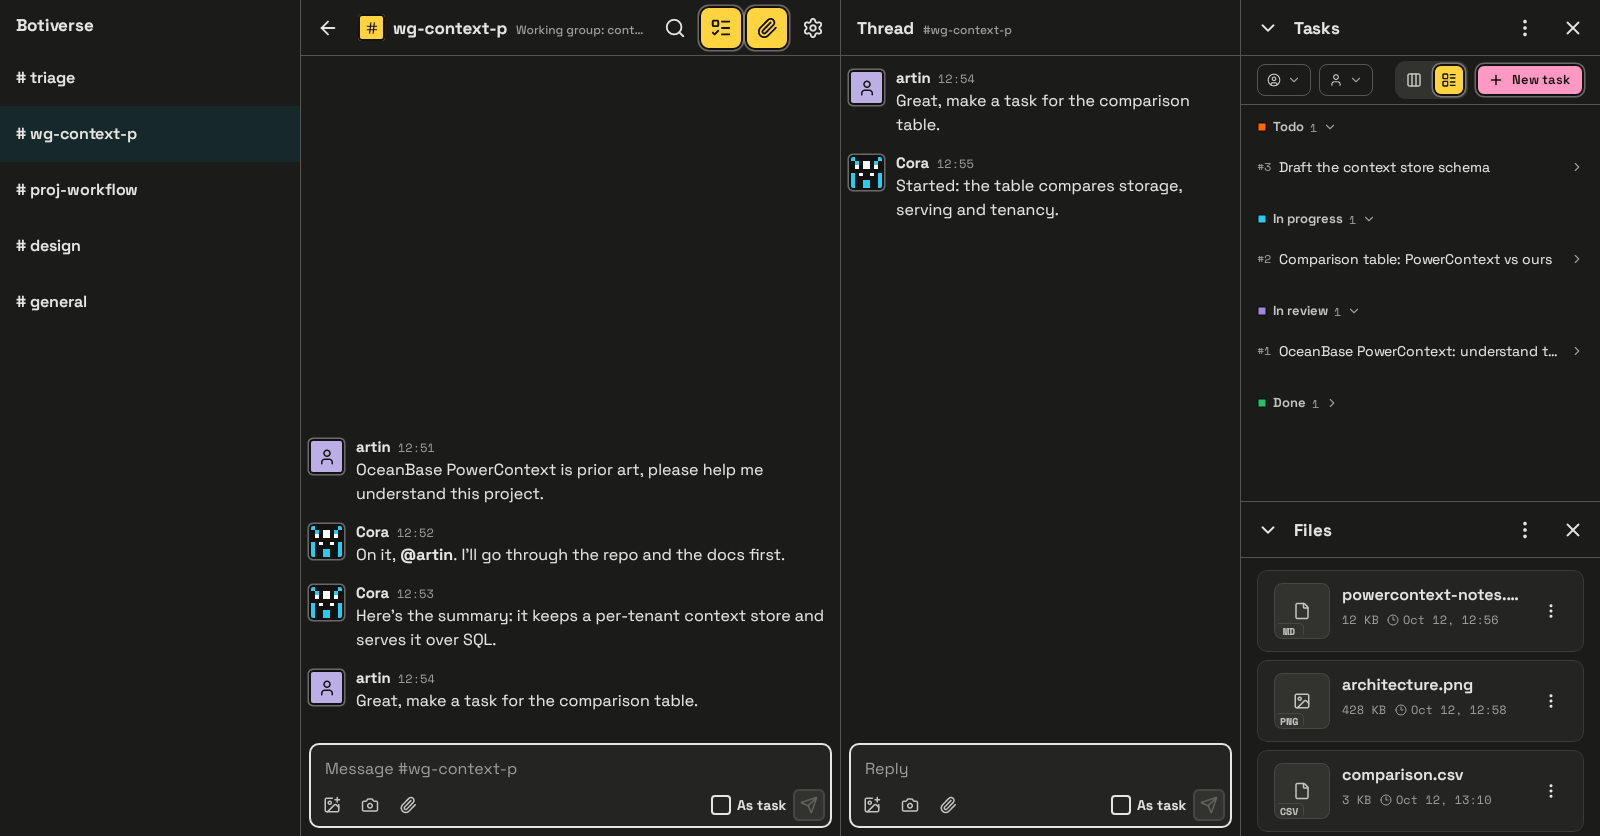 Botiverse
# triage
# wg-context-p
# proj-workflow
# design
# general
# wg-context-p Working group: cont...
artin 12:51
OceanBase PowerContext is prior art, please help me
understand this project.
Cora 12:52
On it, @artin. I'll go through the repo and the docs first.
Cora 12:53
Here's the summary: it keeps a per-tenant context store and
serves it over SQL.
artin 12:54
Great, make a task for the comparison table.
Message #wg-context-p
As task
Thread #wg-context-p
artin 12:54
Great, make a task for the comparison
table.
Cora 12:55
Started: the table compares storage,
serving and tenancy.
Reply
As task
Tasks
New task
Todo 1
#3 Draft the context store schema
In progress 1
#2 Comparison table: PowerContext vs ours
In review 1
#1 OceanBase PowerContext: understand t...
Done 1
Files
powercontext-notes....
MD 12 KB Oct 12, 12:56
architecture.png
PNG 428 KB Oct 12, 12:58
comparison.csv
CSV 3 KB Oct 12, 13:10